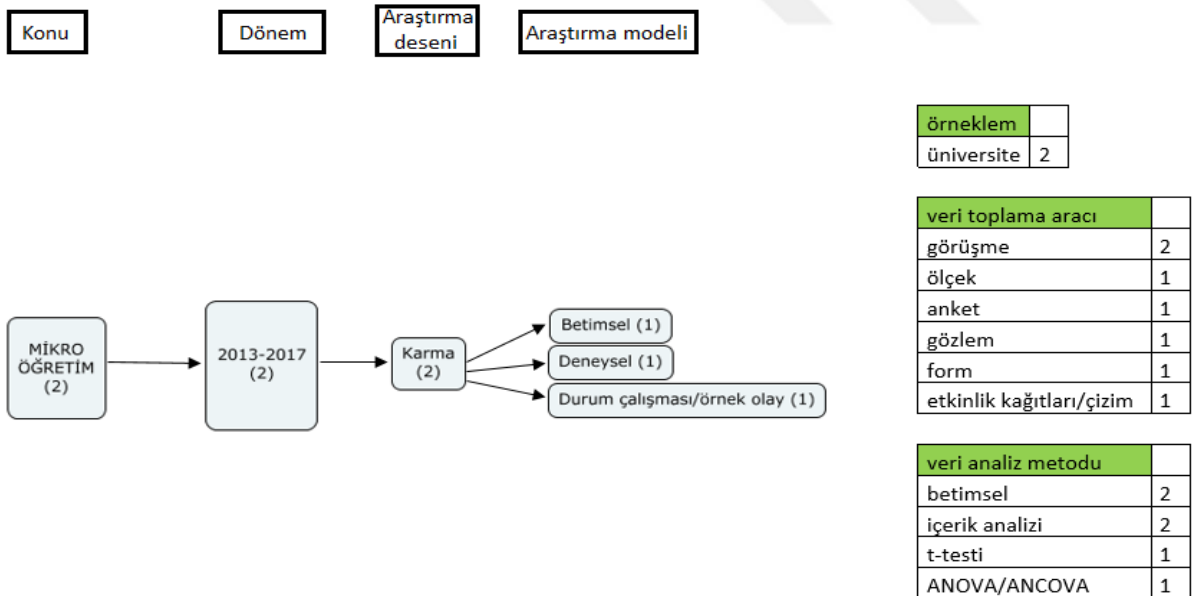 Konu
Dönem
Araştırma
deseni
Araştırma modeli
MİKRO
ÖĞRETİM
(2)
2013-2017
(2)
Karma
(2)
Betimsel (1)
Deneysel (1)
Durum çalışması/örnek olay (1)
örneklem
üniversite 2
veri toplama aracı
görüşme 2
ölçek 1
anket 1
gözlem 1
form 1
etkinlik kağıtları/çizim 1
veri analiz metodu
betimsel 2
içerik analizi 2
t-testi 1
ANOVA/ANCOVA 1